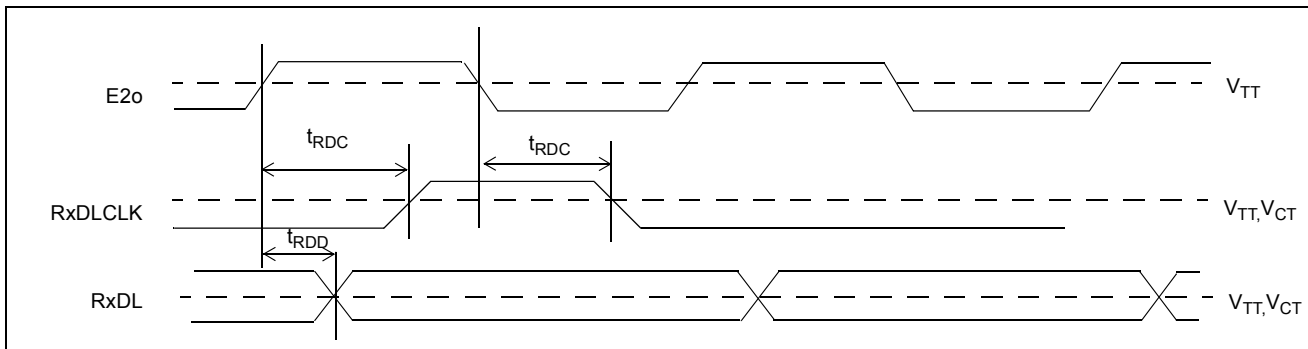 E2o
V_TT
t_RDC
t_RDC
RxDLCLK
V_TT,V_CT
t_RDD
RxDL
V_TT,V_CT